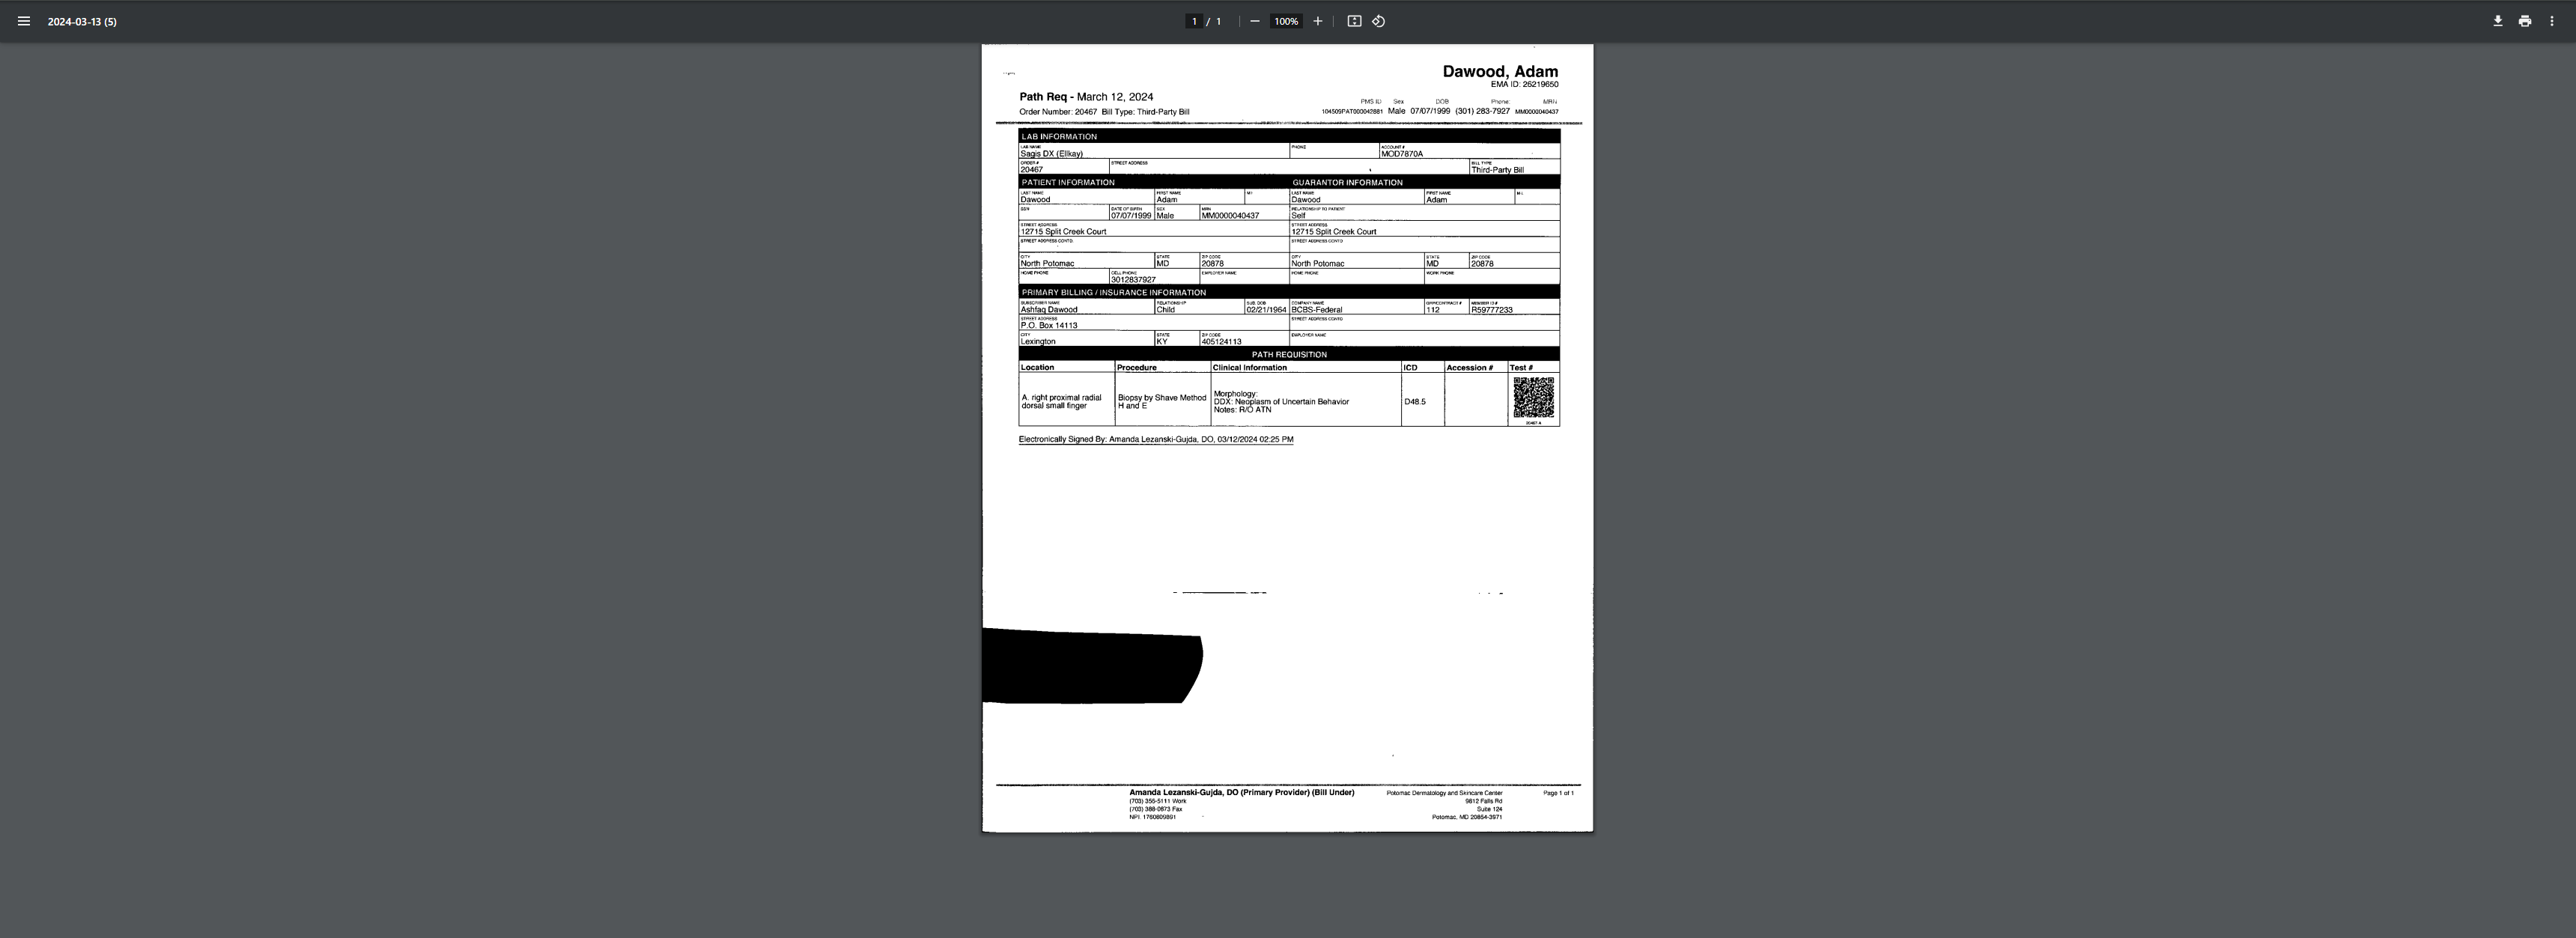 2024-03-13 (5)
1 / 1
100%
Dawood, Adam
EMA ID: 26219650
Path Req - March 12, 2024
PMS ID Sex DOB Phone: MRN
Order Number: 20467 Bill Type: Third-Party Bill
104509PAT000042881 Male 07/07/1999 (301) 283-7927 MM0000040437
LAB INFORMATION
LAB NAME PHONE ACCOUNT #
Sagis DX (Elkay) MOD7870A
ORDER # STREET ADDRESS BILL TYPE
20467 Third-Party Bill
PATIENT INFORMATION GUARANTOR INFORMATION
LAST NAME FIRST NAME M.I. LAST NAME FIRST NAME M.I.
Dawood Adam Dawood Adam
SSN DATE OF BIRTH SEX MRN RELATIONSHIP TO PATIENT
07/07/1999 Male MM0000040437 Self
STREET ADDRESS STREET ADDRESS
12715 Split Creek Court 12715 Split Creek Court
STREET ADDRESS CONT'D STREET ADDRESS CONT'D
CITY STATE ZIP CODE CITY STATE ZIP CODE
North Potomac MD 20878 North Potomac MD 20878
HOME PHONE CELL PHONE EMPLOYER NAME HOME PHONE WORK PHONE
3012837927
PRIMARY BILLING / INSURANCE INFORMATION
SUBSCRIBER NAME RELATIONSHIP SUB. DOB COMPANY NAME GRP/CONTRACT # MEMBER ID #
Ashfaq Dawood Child 02/21/1964 BCBS-Federal 112 R59777233
STREET ADDRESS STREET ADDRESS CONT'D
P.O. Box 14113
CITY STATE ZIP CODE EMPLOYER NAME
Lexington KY 405124113
PATH REQUISITION
Location Procedure Clinical Information ICD Accession # Test #
A. right proximal radial dorsal small finger
Biopsy by Shave Method
H and E
Morphology:
DDX: Neoplasm of Uncertain Behavior
Notes: R/O ATN
D48.5
20467-A
Electronically Signed By: Amanda Lezanski-Gujda, DO, 03/12/2024 02:25 PM
Amanda Lezanski-Gujda, DO (Primary Provider) (Bill Under)
(703) 355-5111 Work
(703) 388-0873 Fax
NPI: 1760809891
Potomac Dermatology and Skincare Center
9812 Falls Rd
Suite 124
Potomac, MD 20854-3971
Page 1 of 1